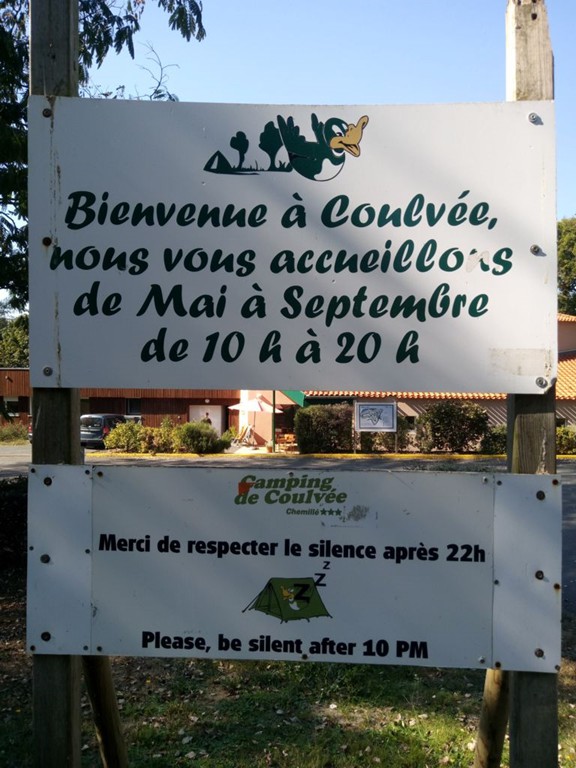 Bienvenue à Coulvée,
nous vous accueillons
de Mai à Septembre
de 10 h à 20 h
Camping
de Coulvée
Chemillé★★★
Merci de respecter le silence après 22h
z
z
Z
Please, be silent after 10 PM